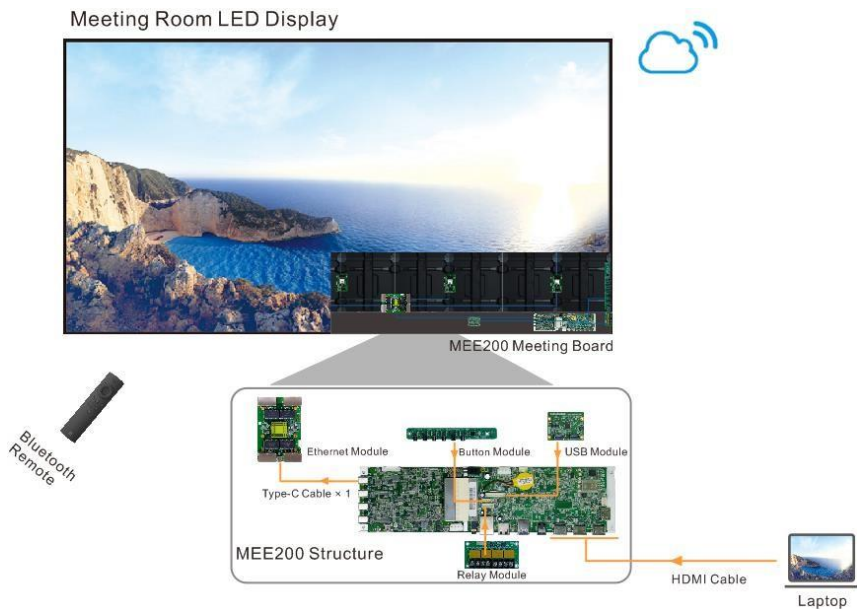 Meeting Room LED Display
MEE200 Meeting Board
Bluetooth
Remote
Ethernet Module
Button Module
USB Module
Type-C Cable × 1
MEE200 Structure
Relay Module
HDMI Cable
Laptop